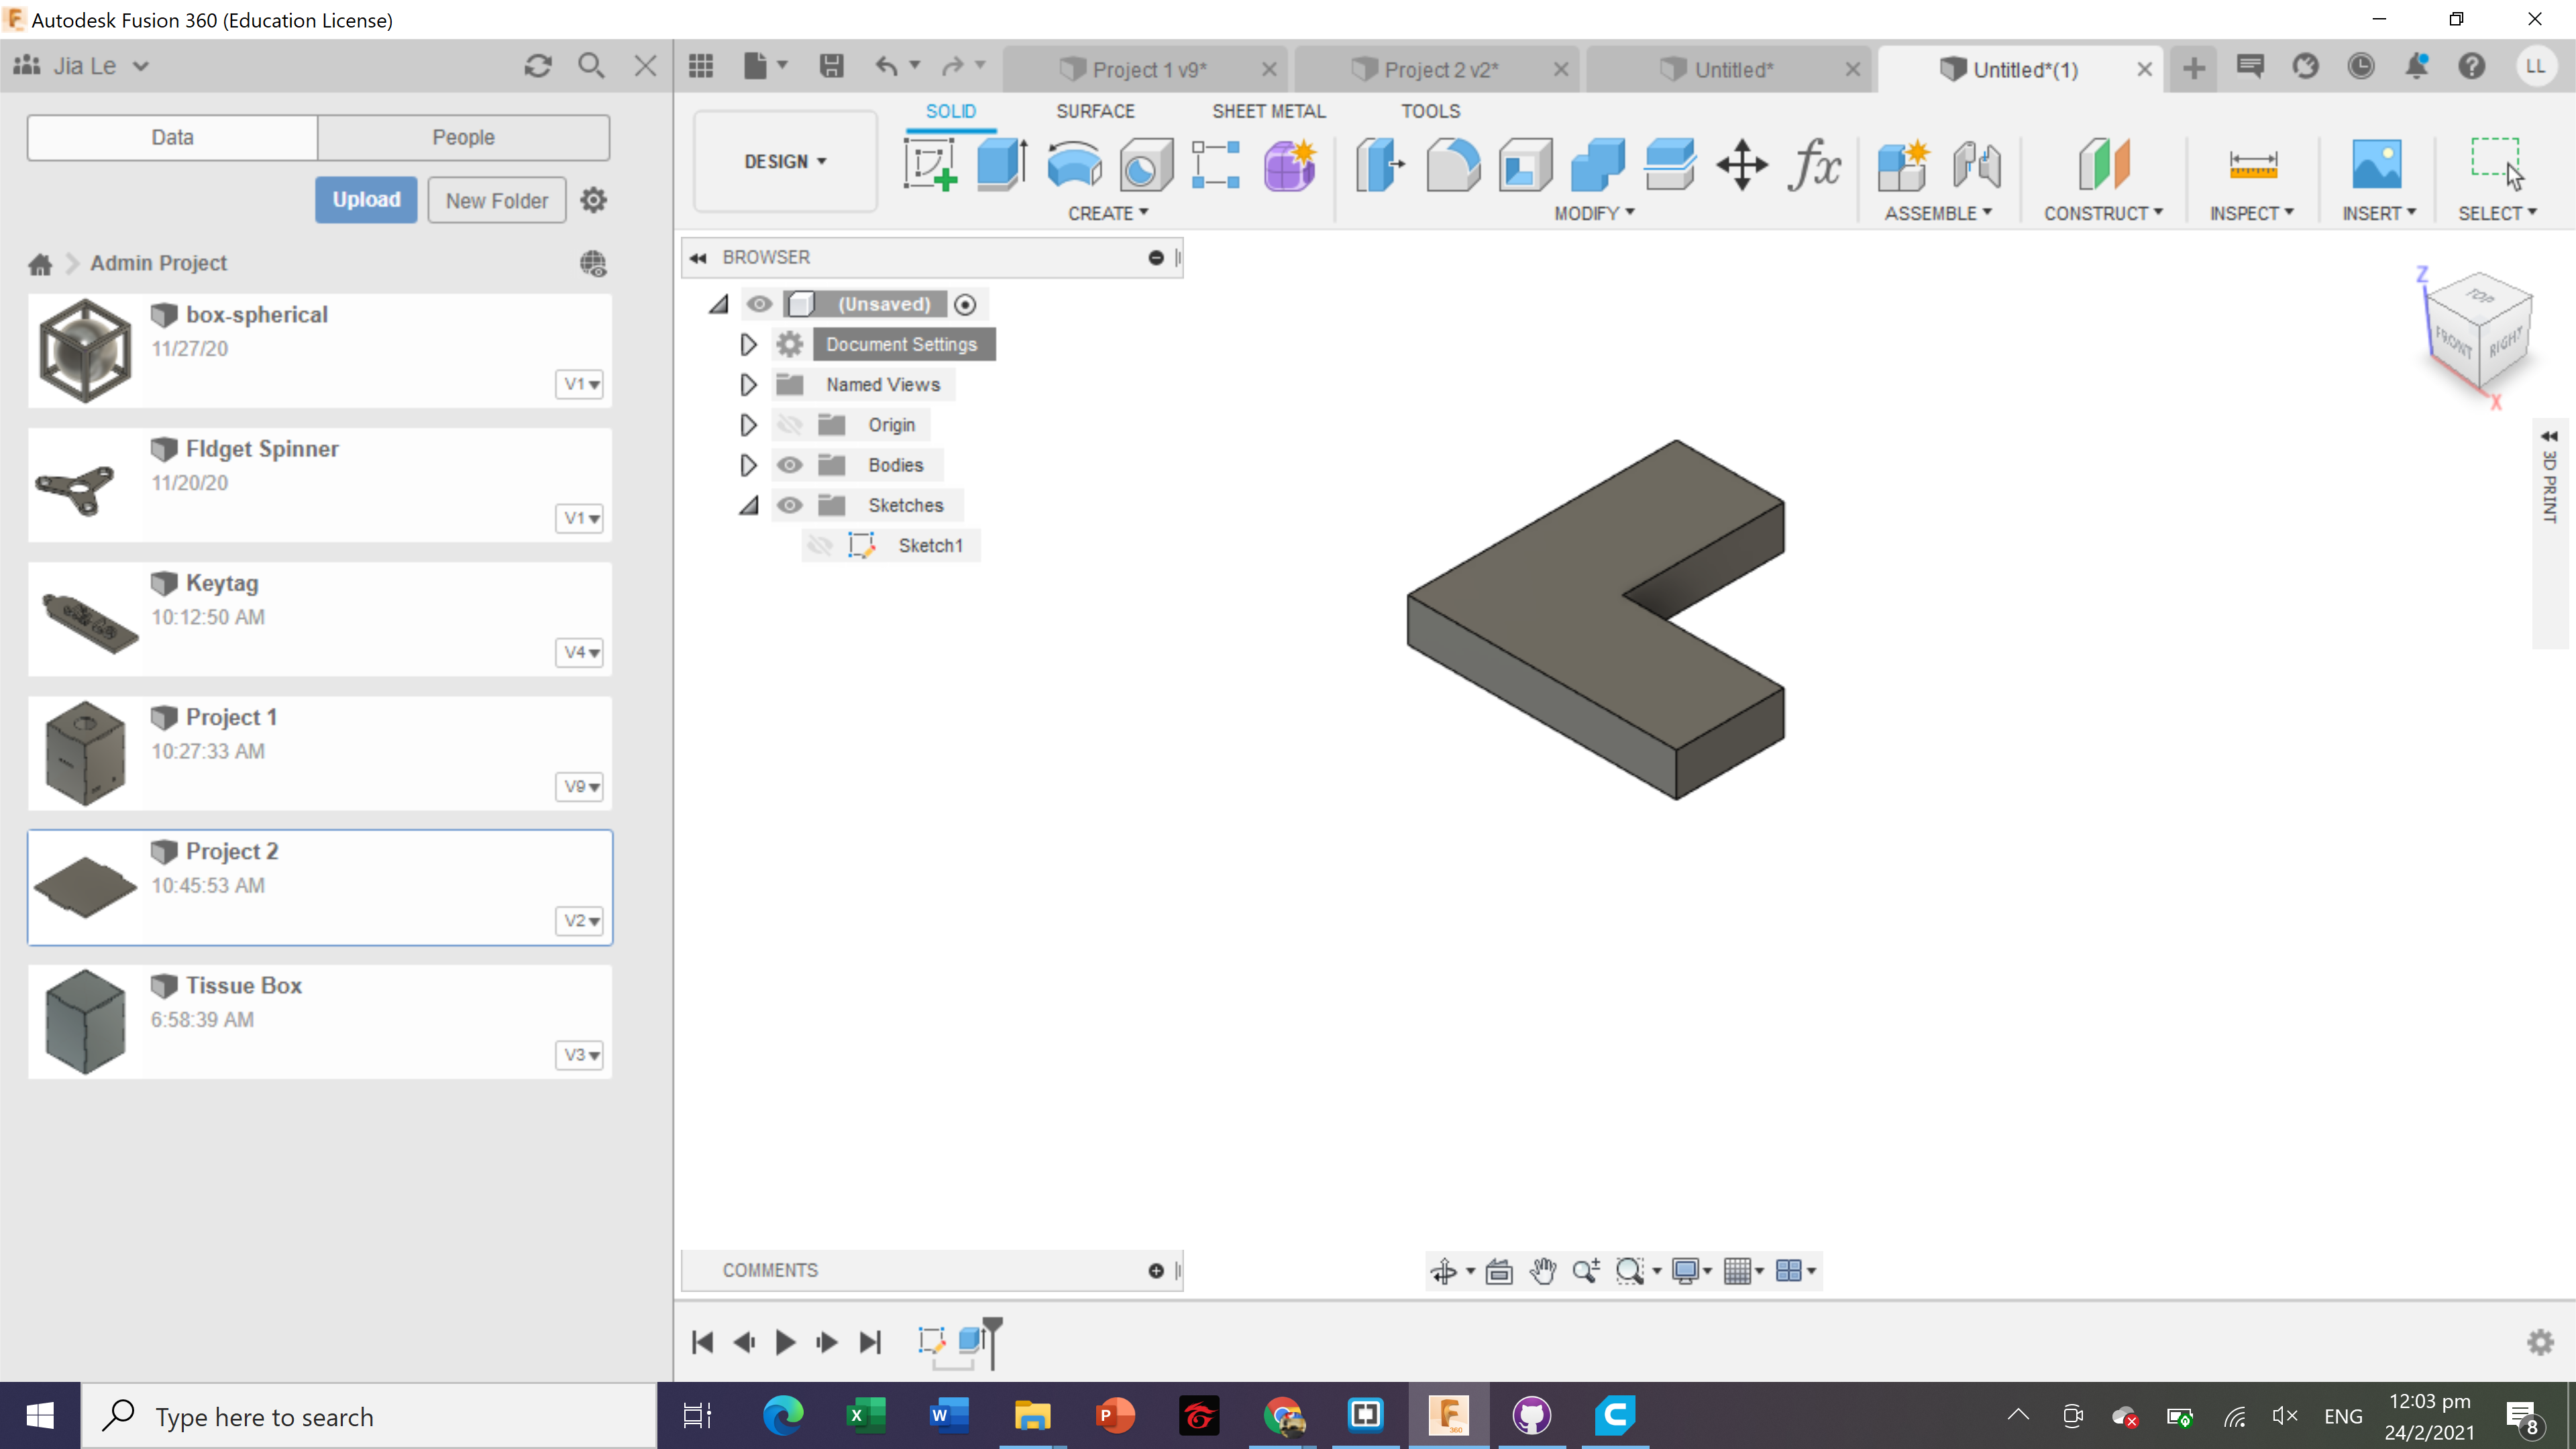 Autodesk Fusion 360 (Education License)
Jia Le
Project 1 v9*
Project 2 v2*
Untitled*
Untitled*(1)
LL
Data
People
Upload
New Folder
Admin Project
box-spherical
11/27/20
V1
FIdget Spinner
11/20/20
V1
Keytag
10:12:50 AM
V4
Project 1
10:27:33 AM
V9
Project 2
10:45:53 AM
V2
Tissue Box
6:58:39 AM
V3
DESIGN
SOLID
SURFACE
SHEET METAL
TOOLS
fx
CREATE
MODIFY
ASSEMBLE
CONSTRUCT
INSPECT
INSERT
SELECT
BROWSER
(Unsaved)
Document Settings
Named Views
Origin
Bodies
Sketches
Sketch1
Z
TOP
FRONT
RIGHT
X
3D PRINT
COMMENTS
Type here to search
ENG
12:03 pm
24/2/2021
8